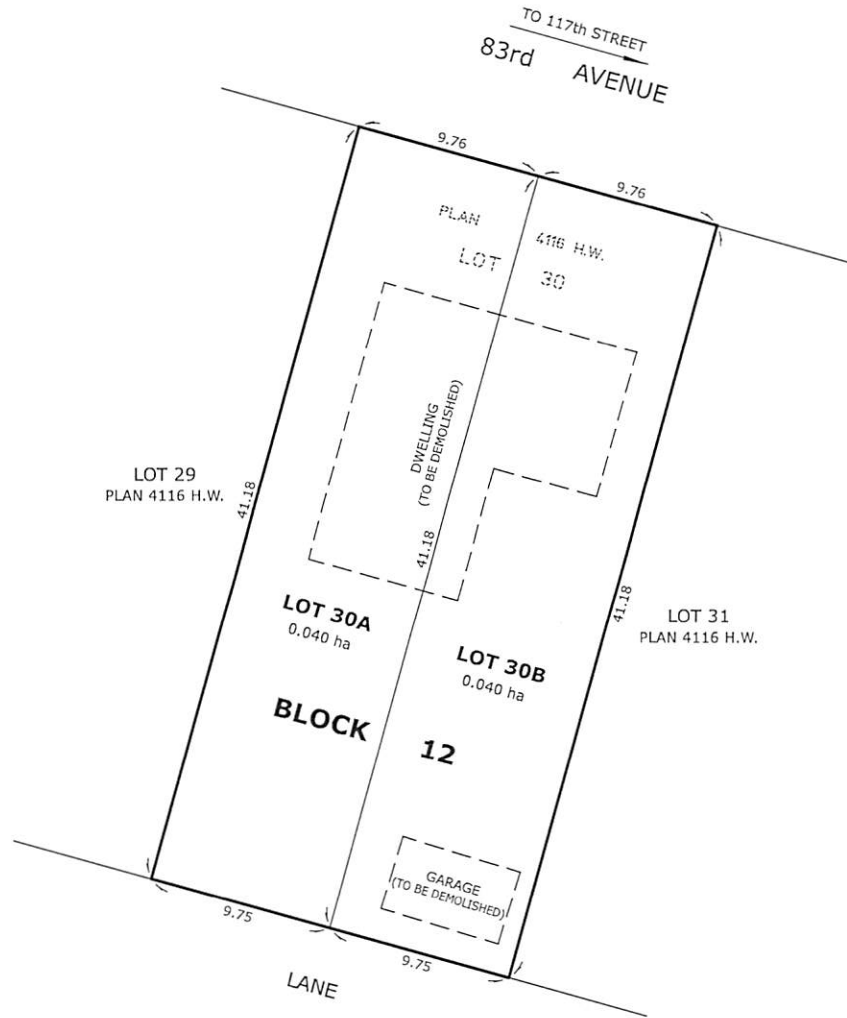 TO 117th STREET
83rd AVENUE
9.76
9.76
PLAN 4116 H.W.
LOT 30
DWELLING
(TO BE DEMOLISHED)
LOT 29
PLAN 4116 H.W.
41.18
41.18
41.18
LOT 31
PLAN 4116 H.W.
LOT 30A
0.040 ha
LOT 30B
0.040 ha
BLOCK 12
GARAGE
(TO BE DEMOLISHED)
9.75
9.75
LANE